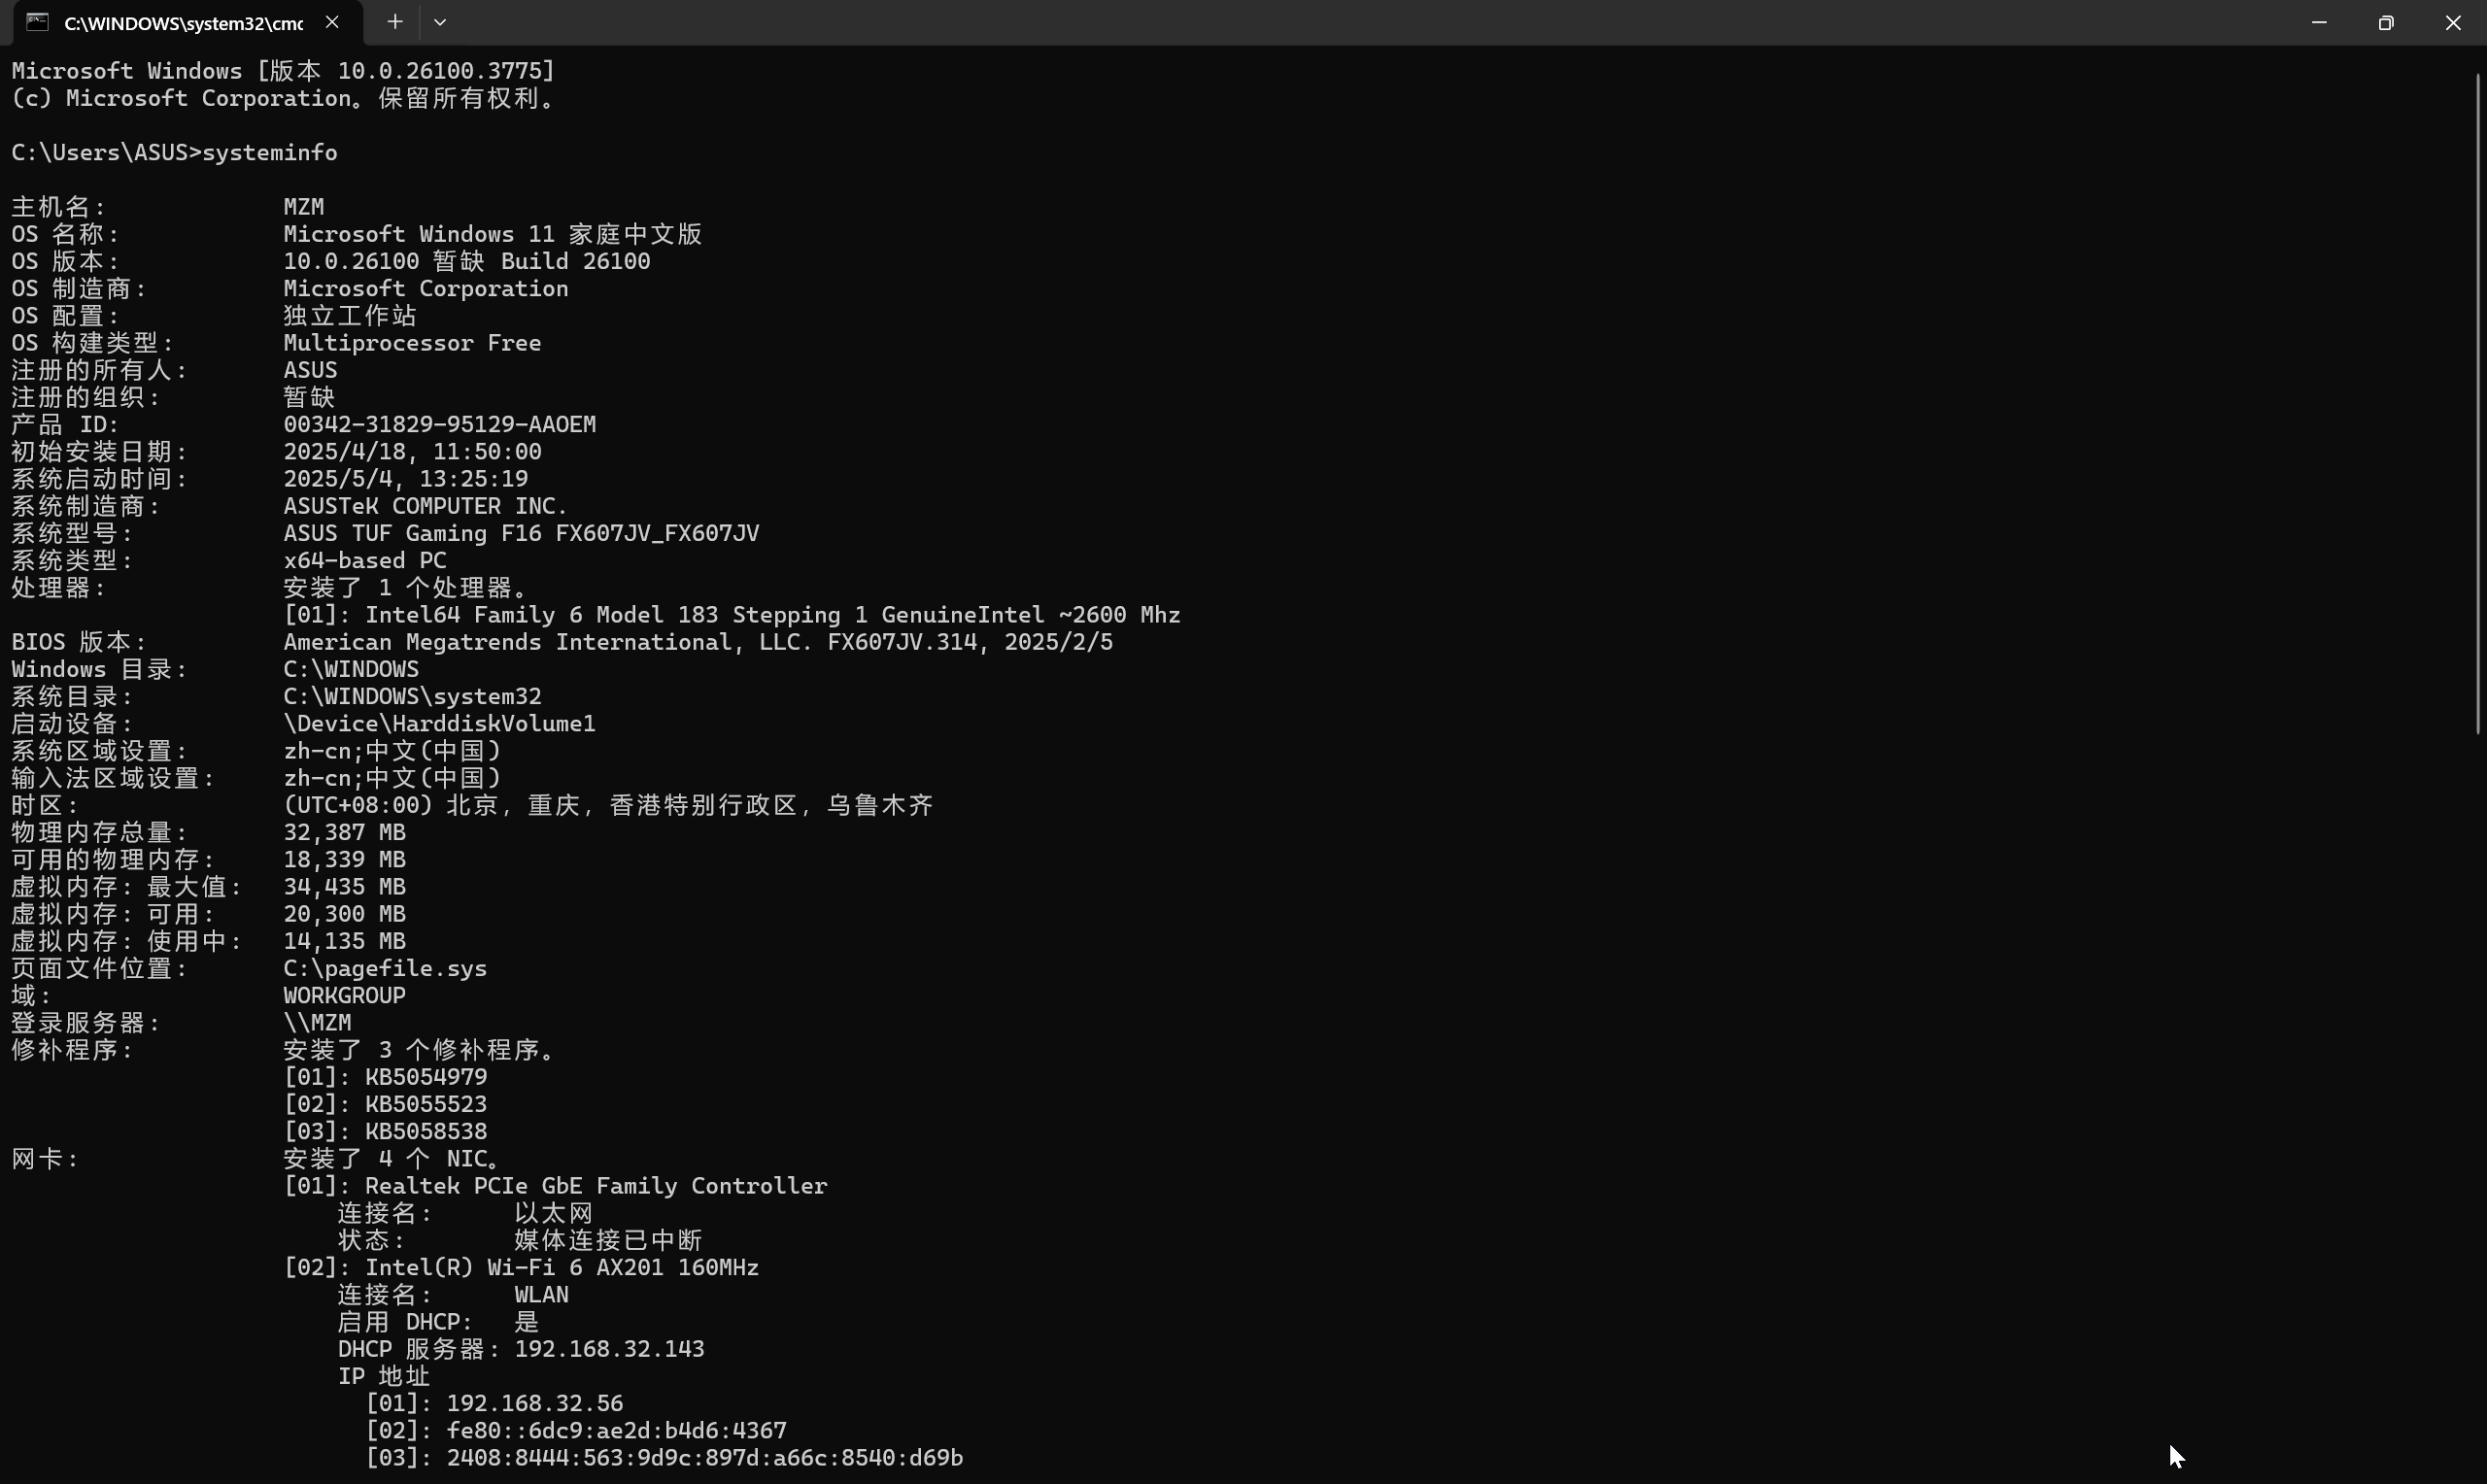 C:\WINDOWS\system32\cmc
Microsoft Windows [版本 10.0.26100.3775]
(c) Microsoft Corporation。保留所有权利。
C:\Users\ASUS>systeminfo
主机名: MZM
OS 名称: Microsoft Windows 11 家庭中文版
OS 版本: 10.0.26100 暂缺 Build 26100
OS 制造商: Microsoft Corporation
OS 配置: 独立工作站
OS 构建类型: Multiprocessor Free
注册的所有人: ASUS
注册的组织: 暂缺
产品 ID: 00342-31829-95129-AAOEM
初始安装日期: 2025/4/18, 11:50:00
系统启动时间: 2025/5/4, 13:25:19
系统制造商: ASUSTeK COMPUTER INC.
系统型号: ASUS TUF Gaming F16 FX607JV_FX607JV
系统类型: x64-based PC
处理器: 安装了 1 个处理器。
[01]: Intel64 Family 6 Model 183 Stepping 1 GenuineIntel ~2600 Mhz
BIOS 版本: American Megatrends International, LLC. FX607JV.314, 2025/2/5
Windows 目录: C:\WINDOWS
系统目录: C:\WINDOWS\system32
启动设备: \Device\HarddiskVolume1
系统区域设置: zh-cn;中文(中国)
输入法区域设置: zh-cn;中文(中国)
时区: (UTC+08:00) 北京，重庆，香港特别行政区，乌鲁木齐
物理内存总量: 32,387 MB
可用的物理内存: 18,339 MB
虚拟内存: 最大值: 34,435 MB
虚拟内存: 可用: 20,300 MB
虚拟内存: 使用中: 14,135 MB
页面文件位置: C:\pagefile.sys
域: WORKGROUP
登录服务器: \\MZM
修补程序: 安装了 3 个修补程序。
[01]: KB5054979
[02]: KB5055523
[03]: KB5058538
网卡: 安装了 4 个 NIC。
[01]: Realtek PCIe GbE Family Controller
连接名: 以太网
状态: 媒体连接已中断
[02]: Intel(R) Wi-Fi 6 AX201 160MHz
连接名: WLAN
启用 DHCP: 是
DHCP 服务器: 192.168.32.143
IP 地址
[01]: 192.168.32.56
[02]: fe80::6dc9:ae2d:b4d6:4367
[03]: 2408:8444:563:9d9c:897d:a66c:8540:d69b